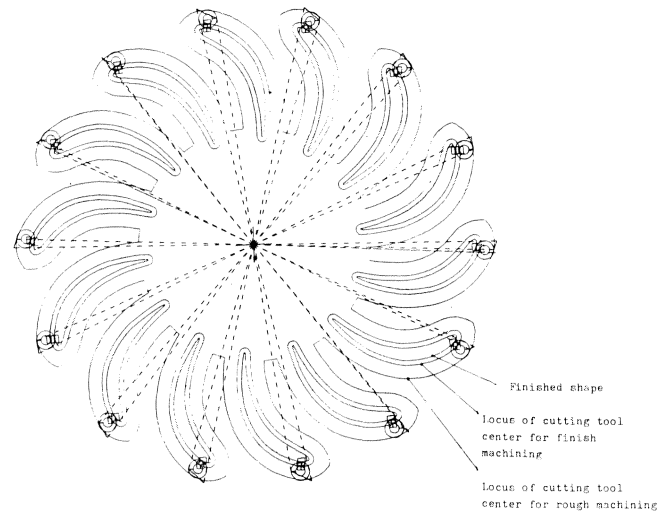 Finished shape
Locus of cutting tool
center for finish
machining
Locus of cutting tool
center for rough machining